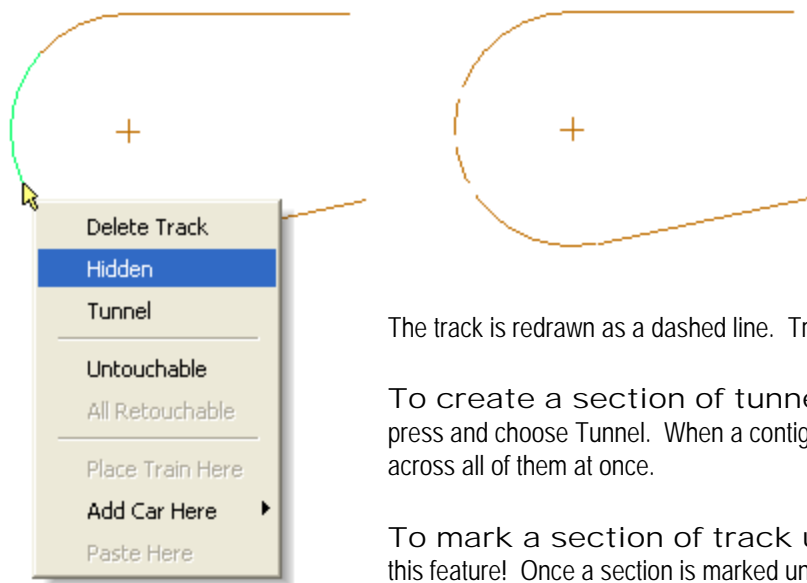 Delete Track
Hidden
Tunnel
Untouchable
All Retouchable
Place Train Here
Add Car Here
Paste Here
The track is redrawn as a dashed line.
To create a section of
press and choose Tunnel. When a
across all of them at once.
To mark a section of track
this feature! Once a section is marked